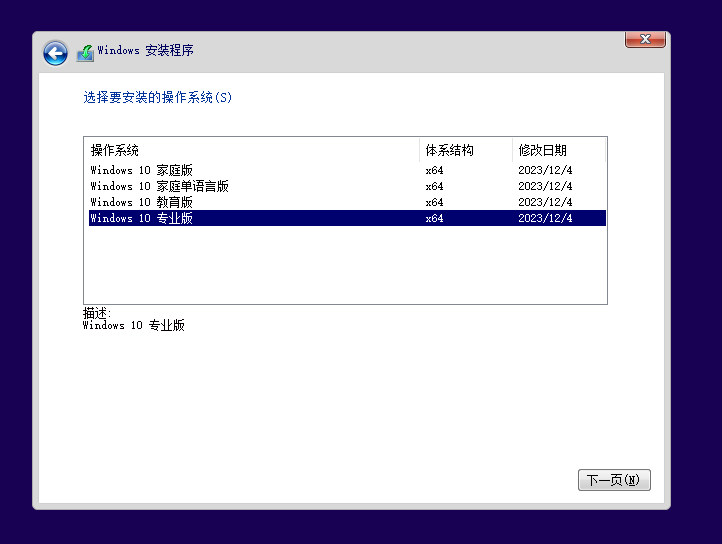 Windows 安装程序
选择要安装的操作系统(S)
操作系统 体系结构 修改日期
Windows 10 家庭版 x64 2023/12/4
Windows 10 家庭单语言版 x64 2023/12/4
Windows 10 教育版 x64 2023/12/4
Windows 10 专业版 x64 2023/12/4
描述:
Windows 10 专业版
下一页(N)